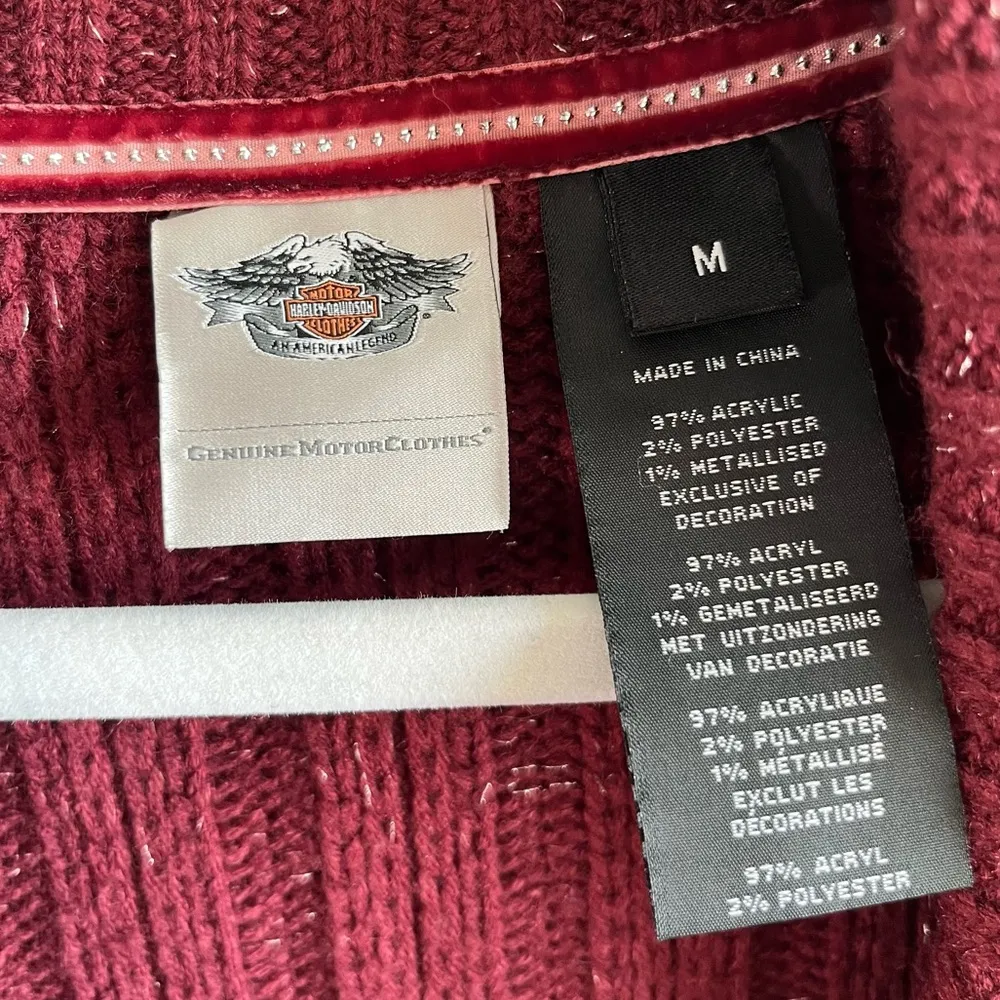 MOTOR
HARLEY-DAVIDSON
CLOTHES
AN AMERICAN LEGEND
GENUINE MOTORCLOTHES®
M
MADE IN CHINA
97% ACRYLIC
2% POLYESTER
1% METALLISED
EXCLUSIVE OF
DECORATION
97% ACRYL
2% POLYESTER
1% GEMETALISEERD
MET UITZONDERING
VAN DECORATIE
97% ACRYLIQUE
2% POLYESTER
1% MÉTALLISÉ
EXCLUT LES
DÉCORATIONS
97% ACRYL
2% POLYESTER